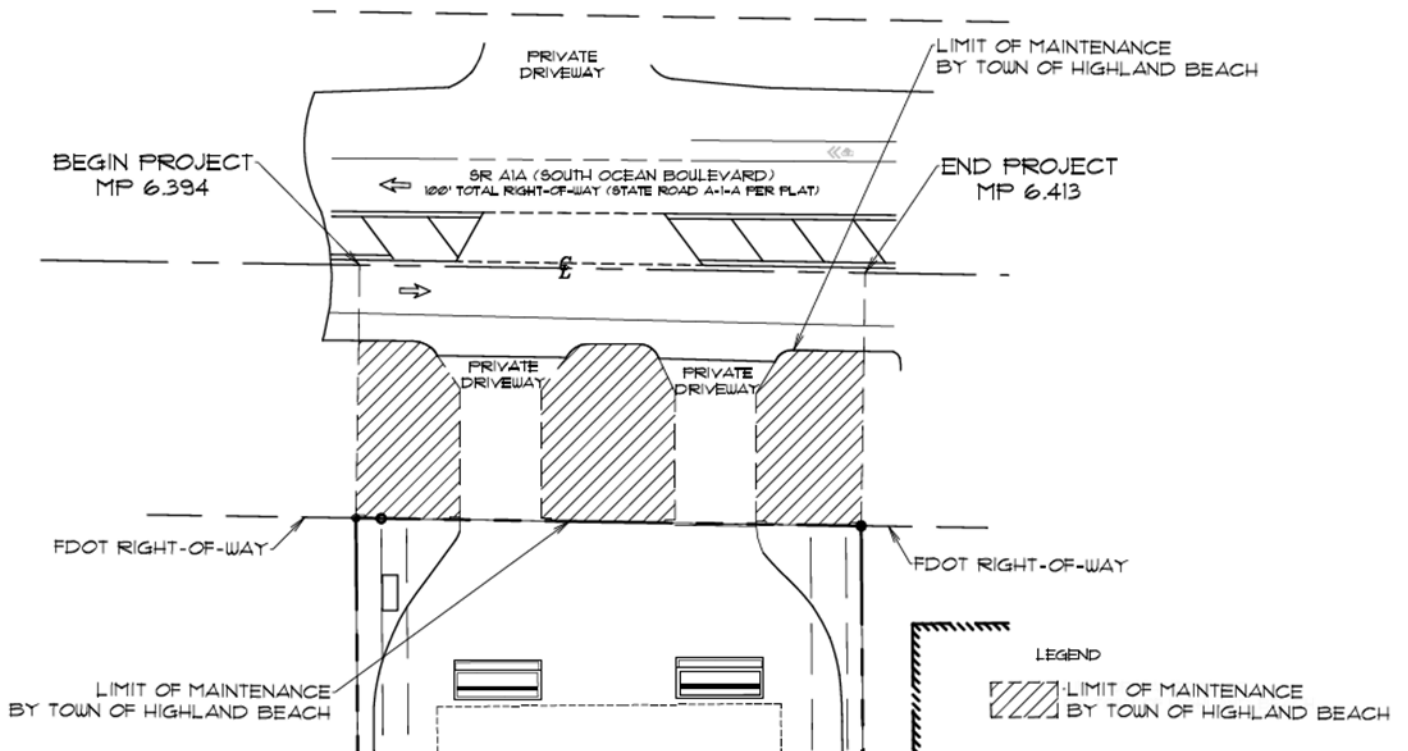 PRIVATE
DRIVEWAY
LIMIT OF MAINTENANCE
BY TOWN OF HIGHLAND BEACH
BEGIN PROJECT
MP 6.394
SR A1A (SOUTH OCEAN BOULEVARD)
100' TOTAL RIGHT-OF-WAY (STATE ROAD A-1-A PER PLAT)
END PROJECT
MP 6.413
CL
PRIVATE
DRIVEWAY
PRIVATE
DRIVEWAY
FDOT RIGHT-OF-WAY
FDOT RIGHT-OF-WAY
LIMIT OF MAINTENANCE
BY TOWN OF HIGHLAND BEACH
LEGEND
LIMIT OF MAINTENANCE
BY TOWN OF HIGHLAND BEACH